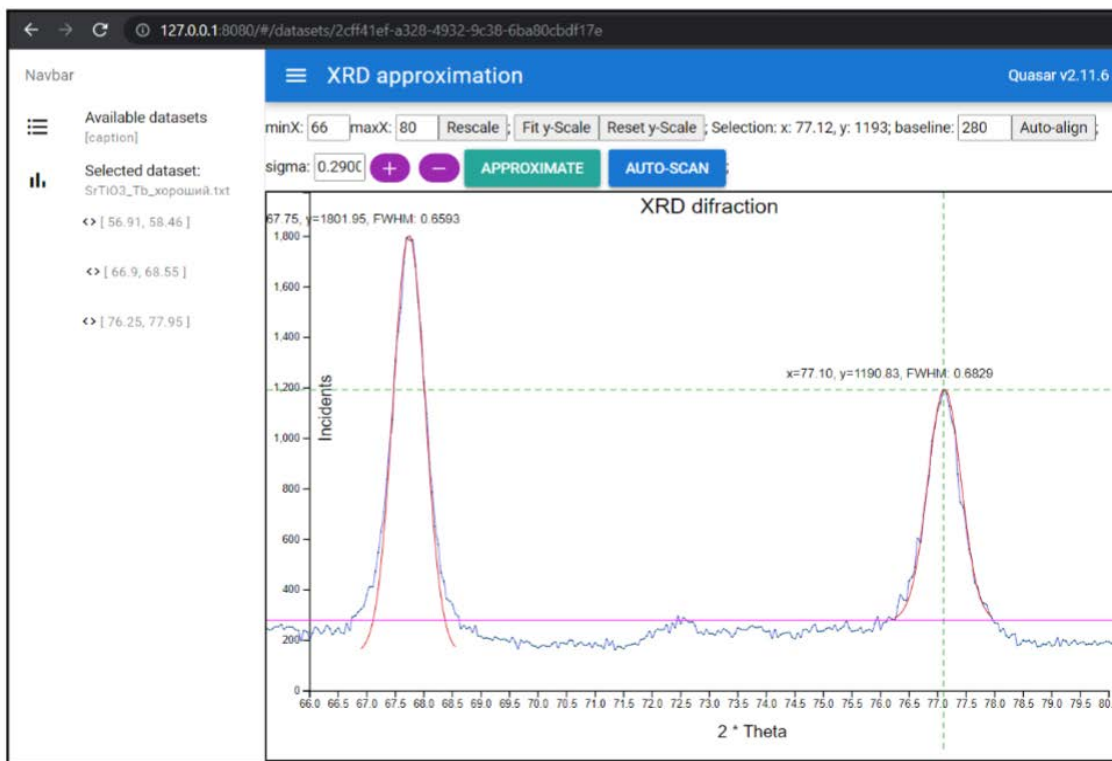 127.0.0.1:8080/#/datasets/2cff41ef-a328-4932-9c38-6ba80cbdf17e
Navbar
XRD approximation
Quasar v2.11.6
Available datasets
[caption]
Selected dataset:
SrTiO3_Tb_хороший.txt
<> [ 56.91, 58.46 ]
<> [ 66.9, 68.55 ]
<> [ 76.25, 77.95 ]
minX: 66 maxX: 80 Rescale; Fit y-Scale Reset y-Scale; Selection: x: 77.12, y: 1193; baseline: 280 Auto-align;
sigma: 0.2900 + − APPROXIMATE AUTO-SCAN ;
XRD difraction
67.75, y=1801.95, FWHM: 0.6593
x=77.10, y=1190.83, FWHM: 0.6829
Incidents
1,800
1,600
1,400
1,200
1,000
800
600
400
200
0
66.0 66.5 67.0 67.5 68.0 68.5 69.0 69.5 70.0 70.5 71.0 71.5 72.0 72.5 73.0 73.5 74.0 74.5 75.0 75.5 76.0 76.5 77.0 77.5 78.0 78.5 79.0 79.5 80.
2 * Theta